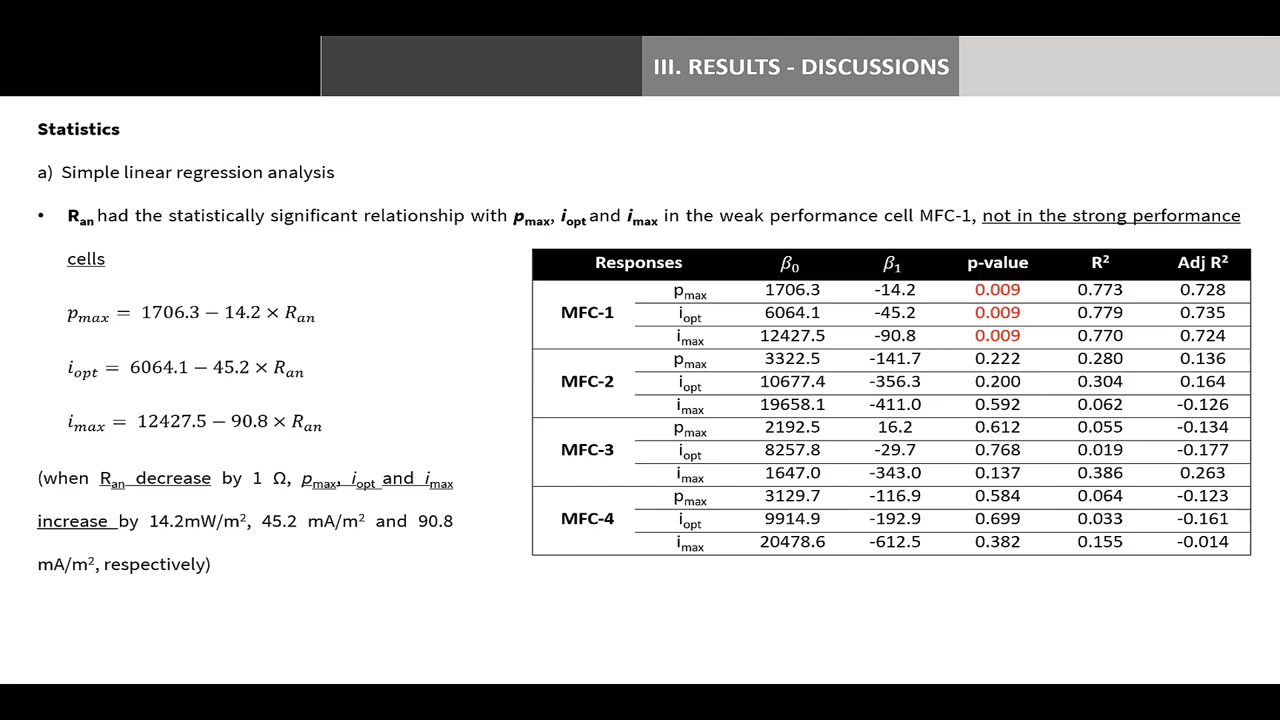 III. RESULTS - DISCUSSIONS
Statistics
a) Simple linear regression analysis
• Ran had the statistically significant relationship with pmax, iopt and imax in the weak performance cell MFC-1, not in the strong performance
cells
pmax = 1706.3 − 14.2 × Ran
iopt = 6064.1 − 45.2 × Ran
imax = 12427.5 − 90.8 × Ran
(when Ran decrease by 1 Ω, pmax, iopt and imax
increase by 14.2mW/m², 45.2 mA/m² and 90.8
mA/m², respectively)
Responses β0 β1 p-value R² Adj R²
MFC-1
pmax 1706.3 -14.2 0.009 0.773 0.728
iopt 6064.1 -45.2 0.009 0.779 0.735
imax 12427.5 -90.8 0.009 0.770 0.724
MFC-2
pmax 3322.5 -141.7 0.222 0.280 0.136
iopt 10677.4 -356.3 0.200 0.304 0.164
imax 19658.1 -411.0 0.592 0.062 -0.126
MFC-3
pmax 2192.5 16.2 0.612 0.055 -0.134
iopt 8257.8 -29.7 0.768 0.019 -0.177
imax 1647.0 -343.0 0.137 0.386 0.263
MFC-4
pmax 3129.7 -116.9 0.584 0.064 -0.123
iopt 9914.9 -192.9 0.699 0.033 -0.161
imax 20478.6 -612.5 0.382 0.155 -0.014